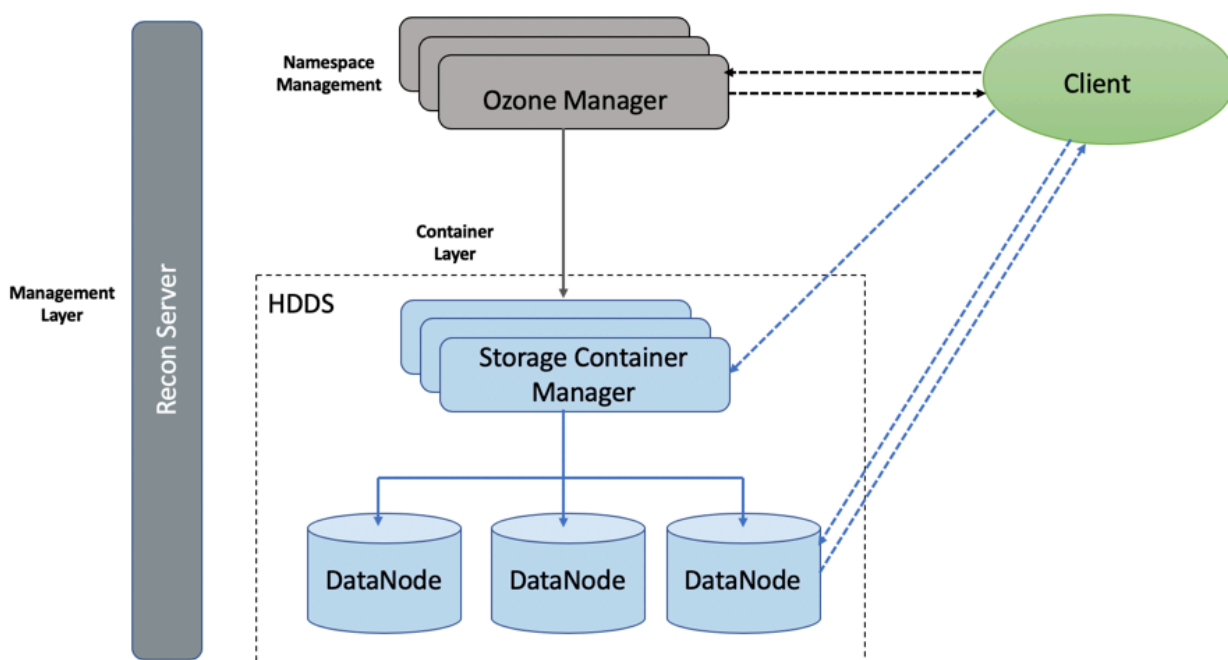 Namespace
Management
Ozone Manager
Client
Container
Layer
Management
Layer
Recon Server
HDDS
Storage Container
Manager
DataNode
DataNode
DataNode